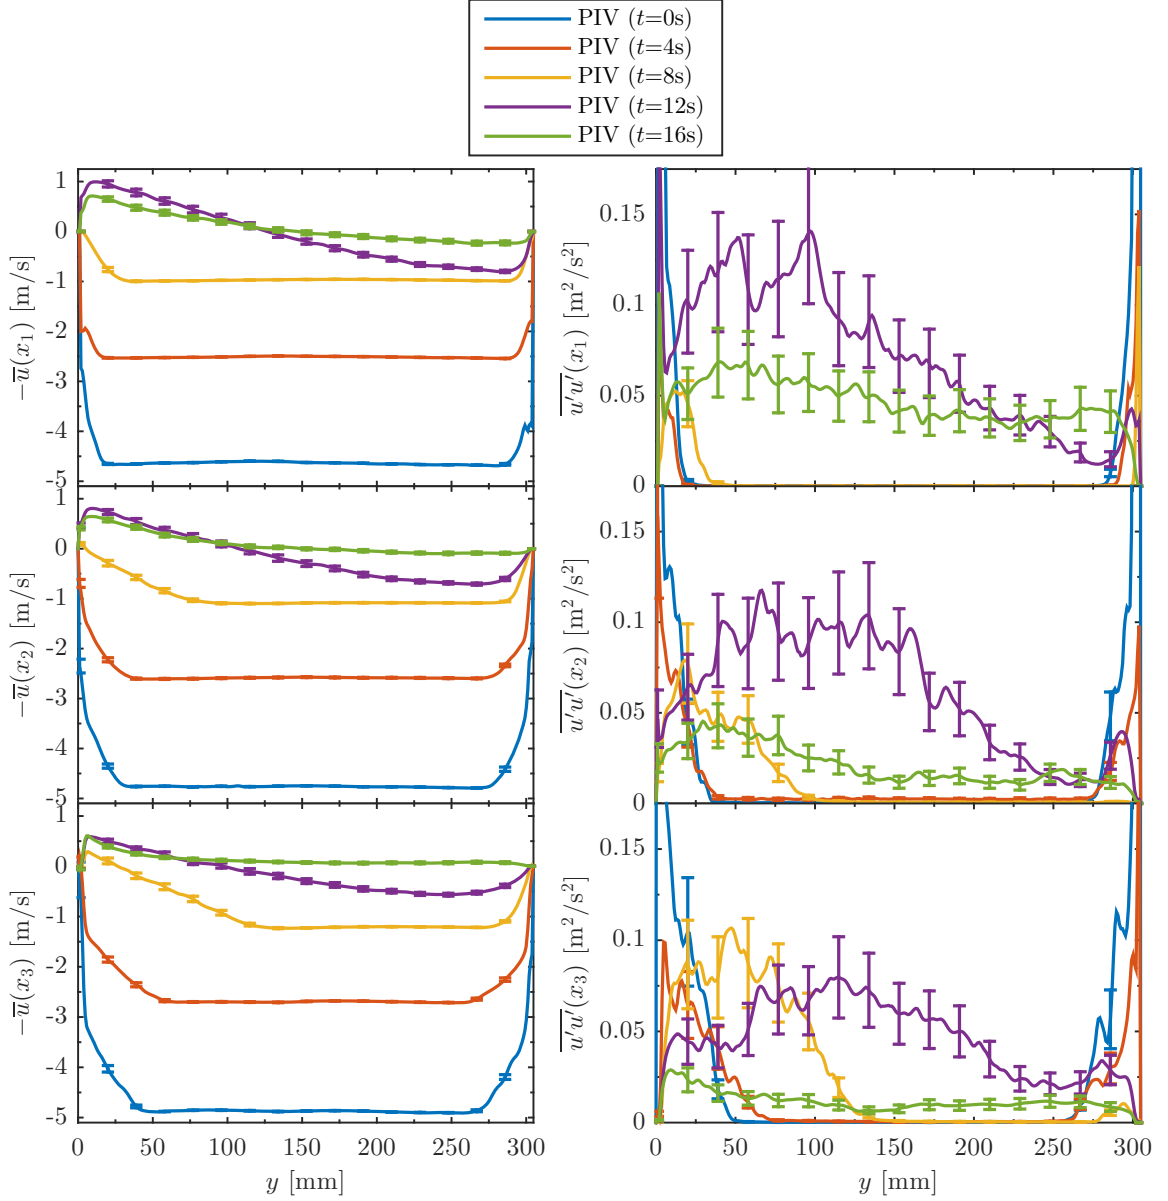 PIV (t=0s)
PIV (t=4s)
PIV (t=8s)
PIV (t=12s)
PIV (t=16s)
1
0
-1
-2
-3
-4
-5
−u̅(x₁) [m/s]
0.15
0.1
0.05
0
u′u′(x₁) [m²/s²]
1
0
-1
-2
-3
-4
-5
−u̅(x₂) [m/s]
0.15
0.1
0.05
0
u′u′(x₂) [m²/s²]
1
0
-1
-2
-3
-4
-5
−u̅(x₃) [m/s]
0 50 100 150 200 250 300
y [mm]
0.15
0.1
0.05
0
u′u′(x₃) [m²/s²]
0 50 100 150 200 250 300
y [mm]